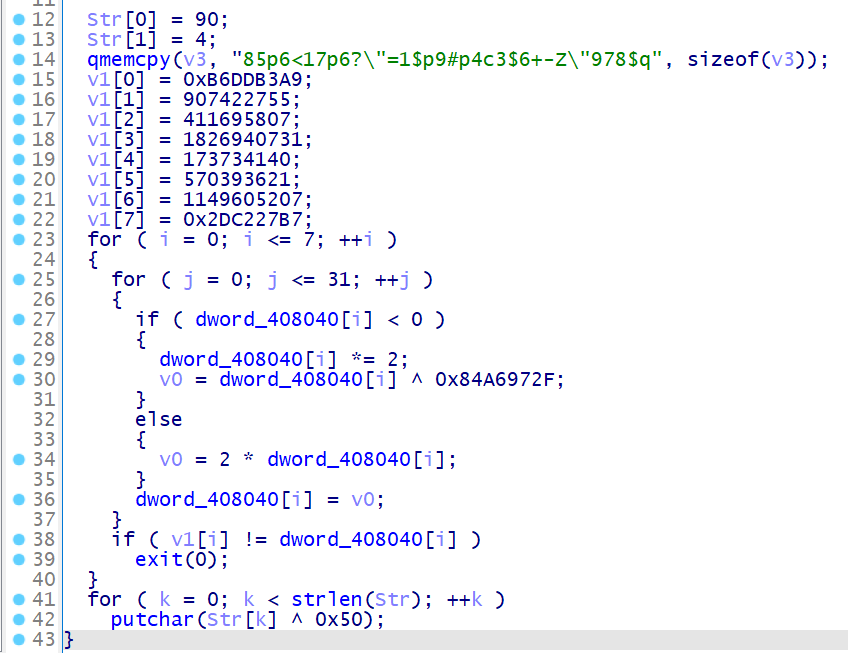 12 Str[0] = 90;
13 Str[1] = 4;
14 qmemcpy(v3, "85p6<17p6?\"=1$p9#p4c3$6+-Z\"978$q", sizeof(v3));
15 v1[0] = 0xB6DDB3A9;
16 v1[1] = 907422755;
17 v1[2] = 411695807;
18 v1[3] = 1826940731;
19 v1[4] = 173734140;
20 v1[5] = 570393621;
21 v1[6] = 1149605207;
22 v1[7] = 0x2DC227B7;
23 for ( i = 0; i <= 7; ++i )
24 {
25 for ( j = 0; j <= 31; ++j )
26 {
27 if ( dword_408040[i] < 0 )
28 {
29 dword_408040[i] *= 2;
30 v0 = dword_408040[i] ^ 0x84A6972F;
31 }
32 else
33 {
34 v0 = 2 * dword_408040[i];
35 }
36 dword_408040[i] = v0;
37 }
38 if ( v1[i] != dword_408040[i] )
39 exit(0);
40 }
41 for ( k = 0; k < strlen(Str); ++k )
42 putchar(Str[k] ^ 0x50);
43 }